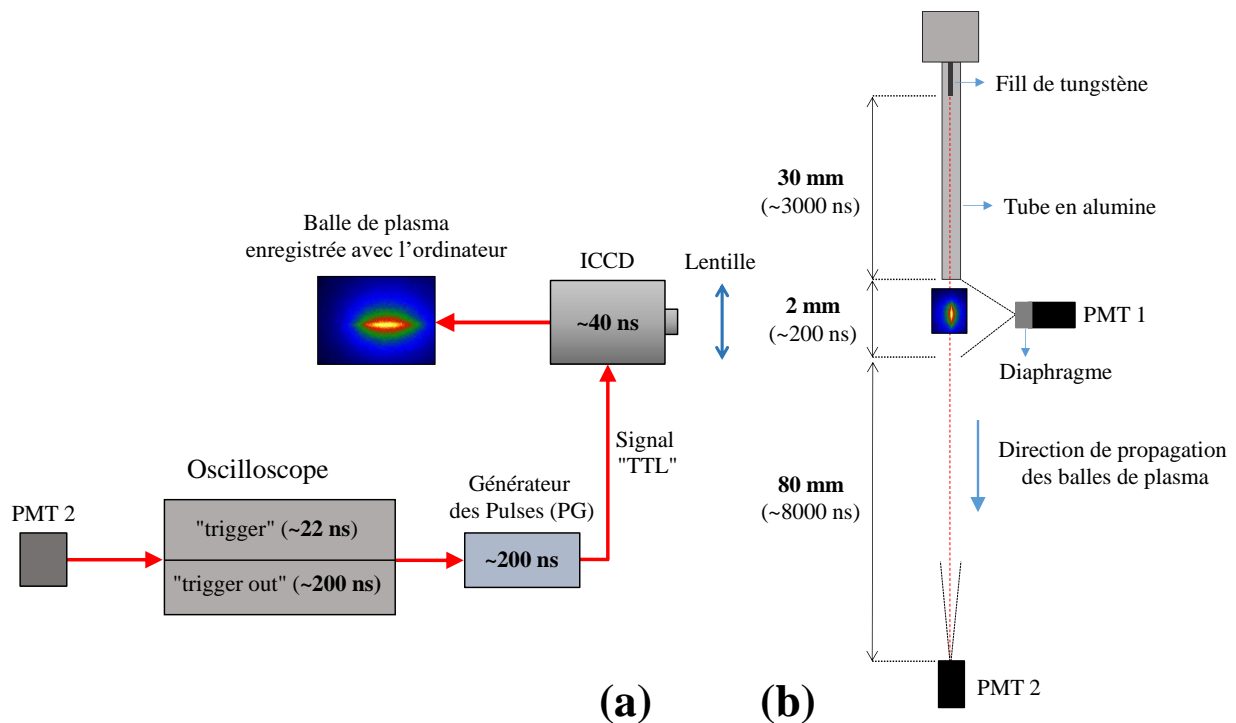 Balle de plasma
enregistrée avec l’ordinateur
ICCD
Lentille
~40 ns
Signal
"TTL"
Oscilloscope
Générateur
des Pulses (PG)
PMT 2
"trigger" (~22 ns)
"trigger out" (~200 ns)
~200 ns
(a)
Fill de tungstène
30 mm
(~3000 ns)
Tube en alumine
2 mm
(~200 ns)
PMT 1
Diaphragme
Direction de propagation
des balles de plasma
80 mm
(~8000 ns)
PMT 2
(b)